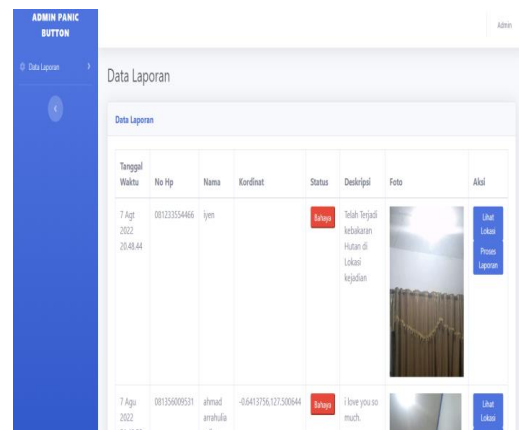 ADMIN PANIC
BUTTON
Admin
Data Laporan
Data Laporan
Data Laporan
Tanggal Waktu No Hp Nama Kordinat Status Deskripsi Foto Aksi
7 Agt 2022 20.48.44 081233554466 iyen Bahaya Telah Terjadi kebakaran Hutan di Lokasi kejadian Lihat Lokasi
Proses Laporan
7 Agu 2022 081356009531 ahmad arrahulia -0.6413756,127.500644 Bahaya i love you so much. Lihat Lokasi